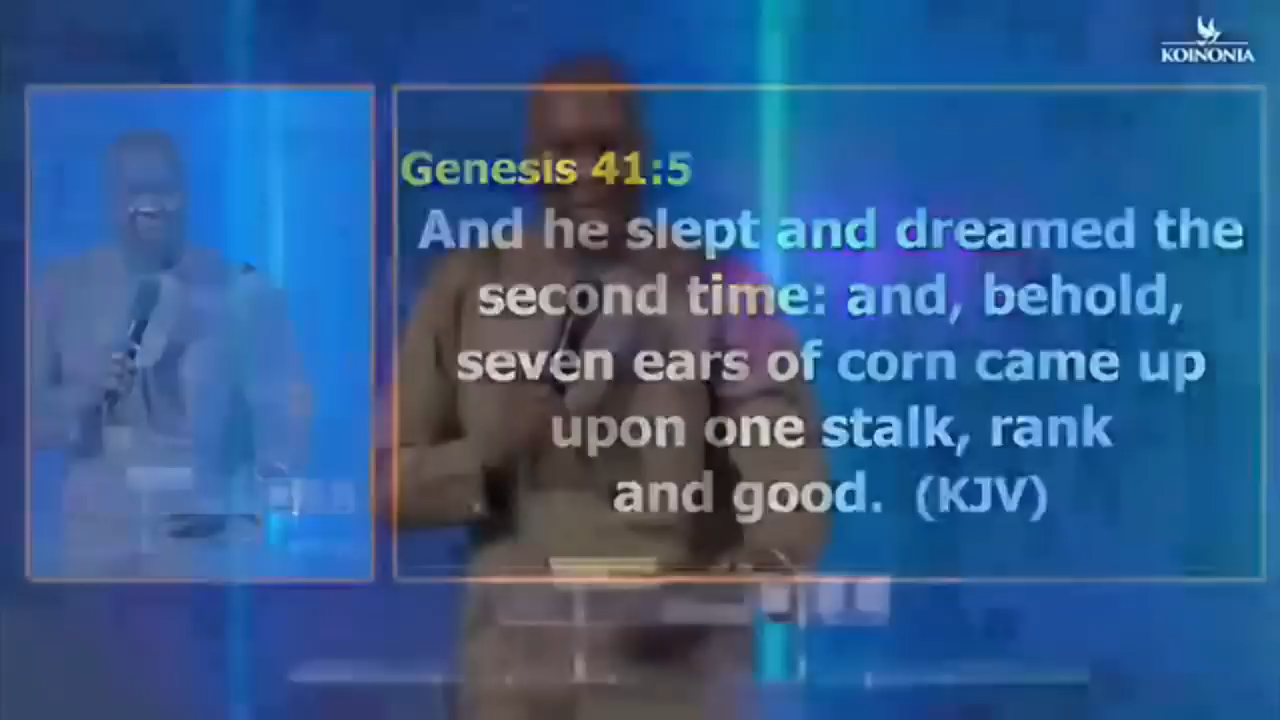 KOINONIA
Genesis 41:5
And he slept and dreamed the
second time: and, behold,
seven ears of corn came up
upon one stalk, rank
and good. (KJV)